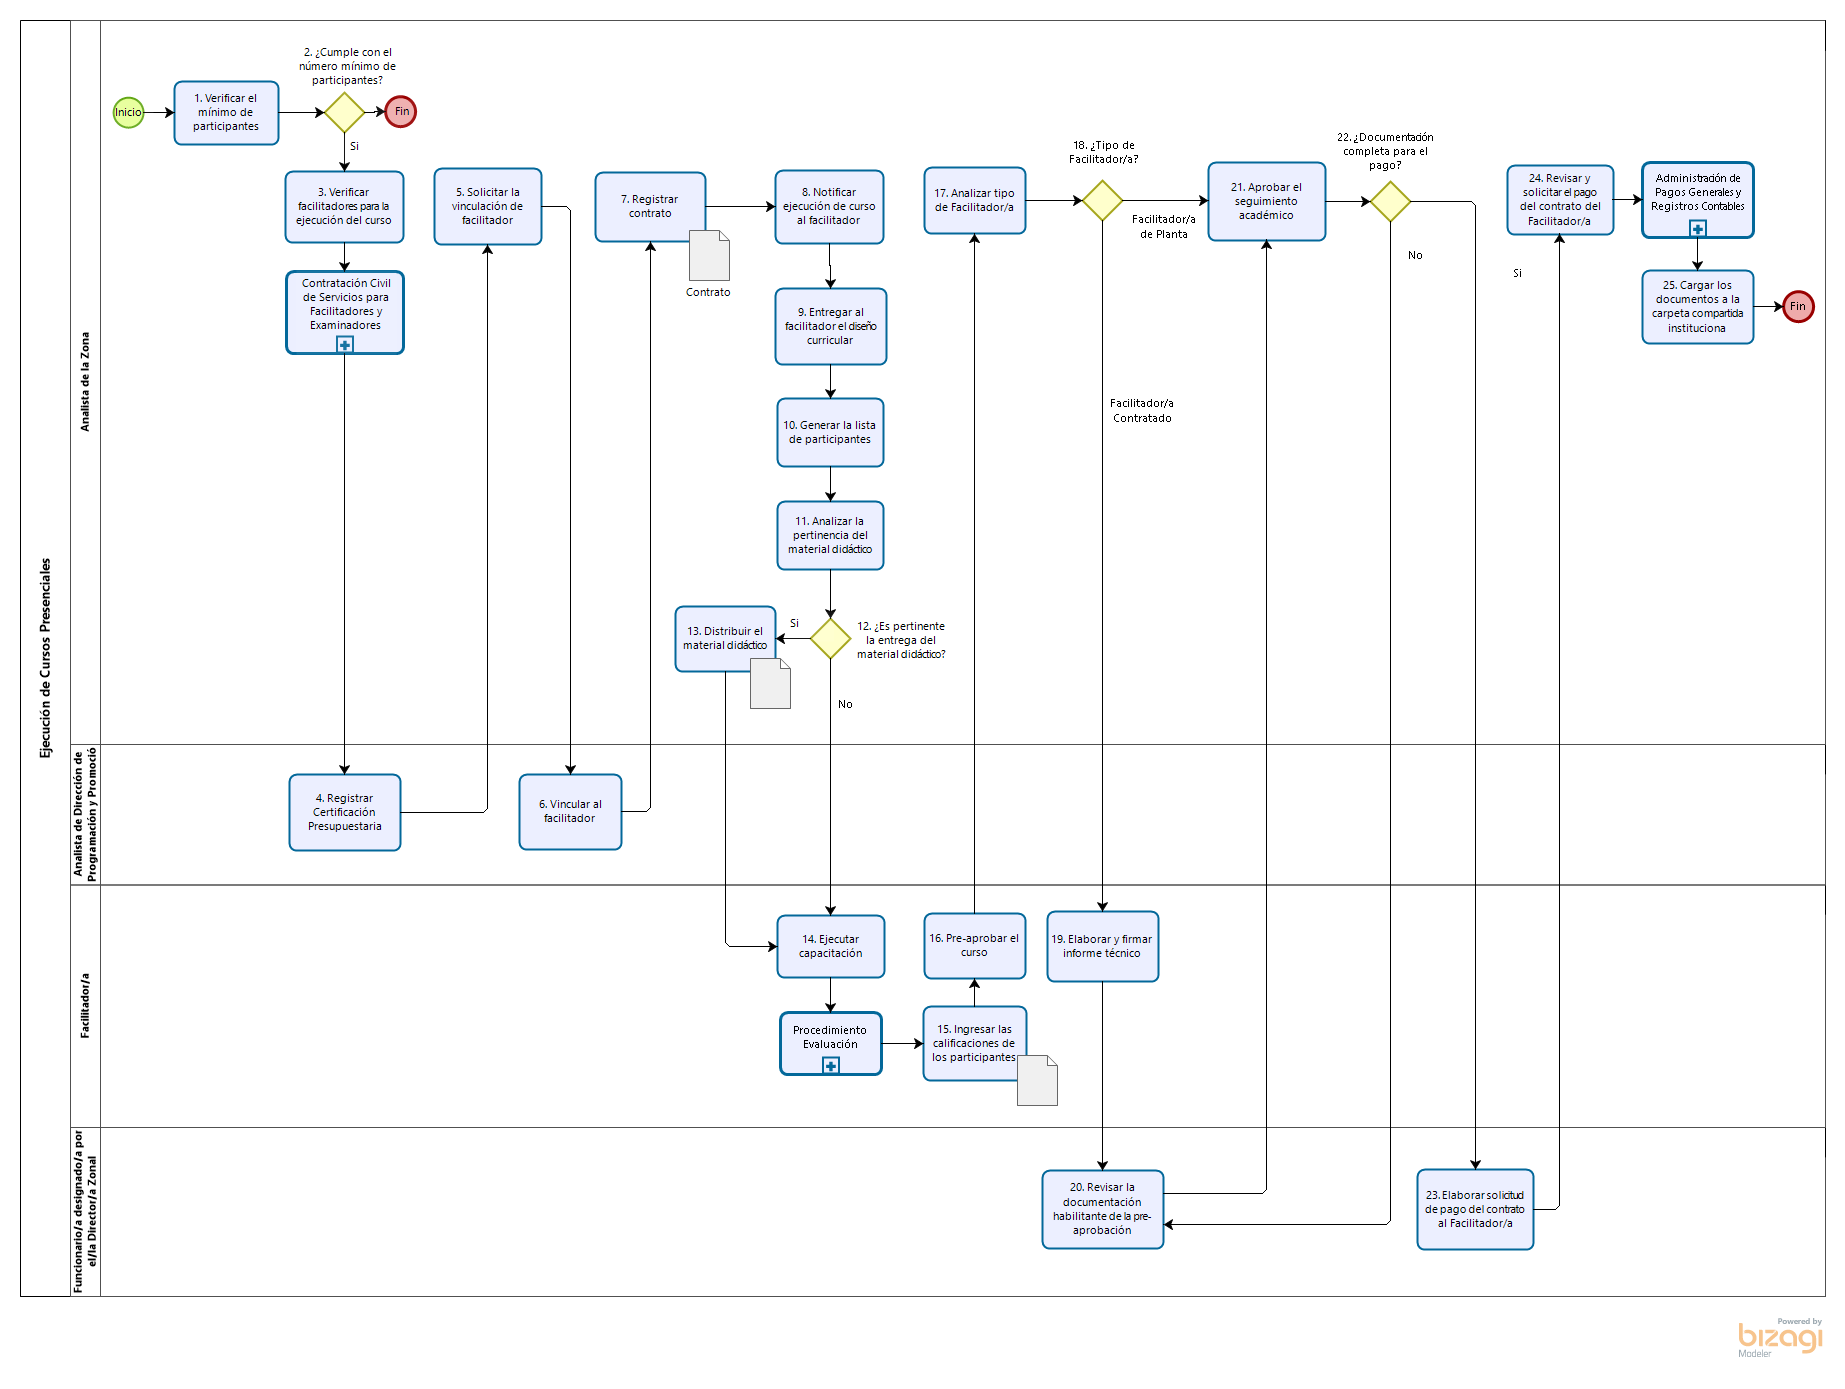 Ejecución de Cursos Presenciales
Analista de la Zona
Inicio
1. Verificar el
mínimo de
participantes
2. ¿Cumple con el
número mínimo de
participantes?
Fin
Si
3. Verificar
facilitadores para la
ejecución del curso
Contratación Civil
de Servicios para
Facilitadores y
Examinadores
5. Solicitar la
vinculación de
facilitador
7. Registrar
contrato
Contrato
8. Notificar
ejecución de curso
al facilitador
9. Entregar al
facilitador el diseño
curricular
10. Generar la lista
de participantes
11. Analizar la
pertinencia del
material didáctico
12. ¿Es pertinente
la entrega del
material didáctico?
Si
13. Distribuir el
material didáctico
No
17. Analizar tipo
de Facilitador/a
18. ¿Tipo de
Facilitador/a?
Facilitador/a
de Planta
Facilitador/a
Contratado
21. Aprobar el
seguimiento
académico
22. ¿Documentación
completa para el
pago?
No
Si
24. Revisar y
solicitar el pago
del contrato del
Facilitador/a
Administración de
Pagos Generales y
Registros Contables
25. Cargar los
documentos a la
carpeta compartida
instituciona
Fin
Analista de Dirección de
Programación y Promoció
4. Registrar
Certificación
Presupuestaria
6. Vincular al
facilitador
Facilitador/a
14. Ejecutar
capacitación
Procedimiento
Evaluación
15. Ingresar las
calificaciones de
los participantes
16. Pre-aprobar el
curso
19. Elaborar y firmar
informe técnico
Funcionario/a designado/a por
el/la Director/a Zonal
20. Revisar la
documentación
habilitante de la pre-
aprobación
23. Elaborar solicitud
de pago del contrato
al Facilitador/a
Powered by
bizagi
Modeler